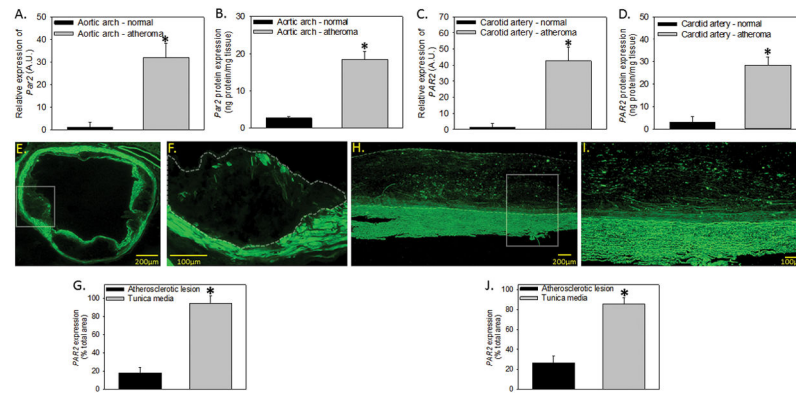 A.
Aortic arch - normal
Aortic arch - atheroma
Relative expression of
Par2 (A.U.)
50
40
30
20
10
0
*
B.
Aortic arch - normal
Aortic arch - atheroma
Par2 protein expression
(ng protein/mg tissue)
30
20
10
0
*
C.
Carotid artery - normal
Carotid artery - atheroma
Relative expression of
PAR2 (A.U.)
60
50
40
30
20
10
0
*
D.
Carotid artery - normal
Carotid artery - atheroma
PAR2 protein expression
(ng protein/mg tissue)
50
40
30
20
10
0
*
E.
200µm
F.
100µm
H.
200µm
I.
100µ
G.
Atherosclerotic lesion
Tunica media
PAR2 expression
(% total area)
100
80
60
40
20
0
*
J.
Atherosclerotic lesion
Tunica media
PAR2 expression
(% total area)
100
80
60
40
20
0
*